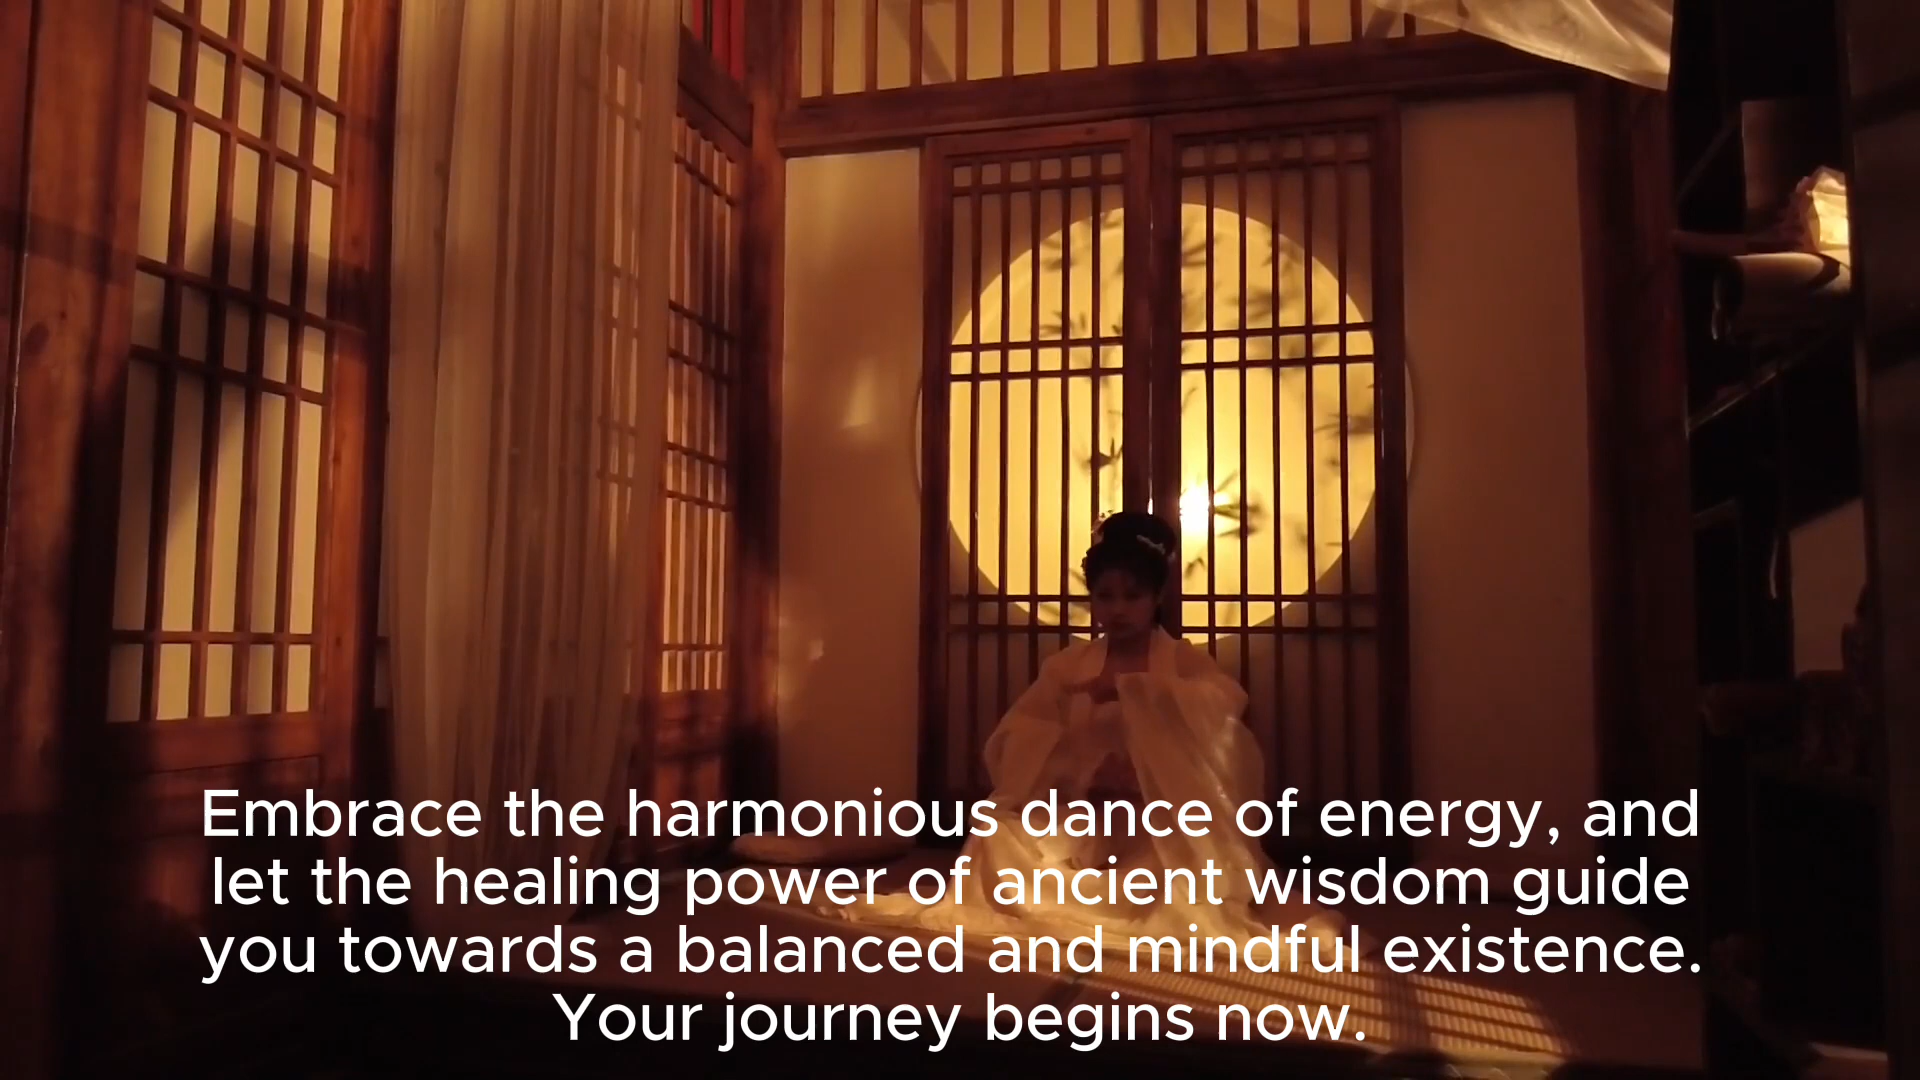 Embrace the harmonious dance of energy, and
let the healing power of ancient wisdom guide
you towards a balanced and mindful existence.
Your journey begins now.